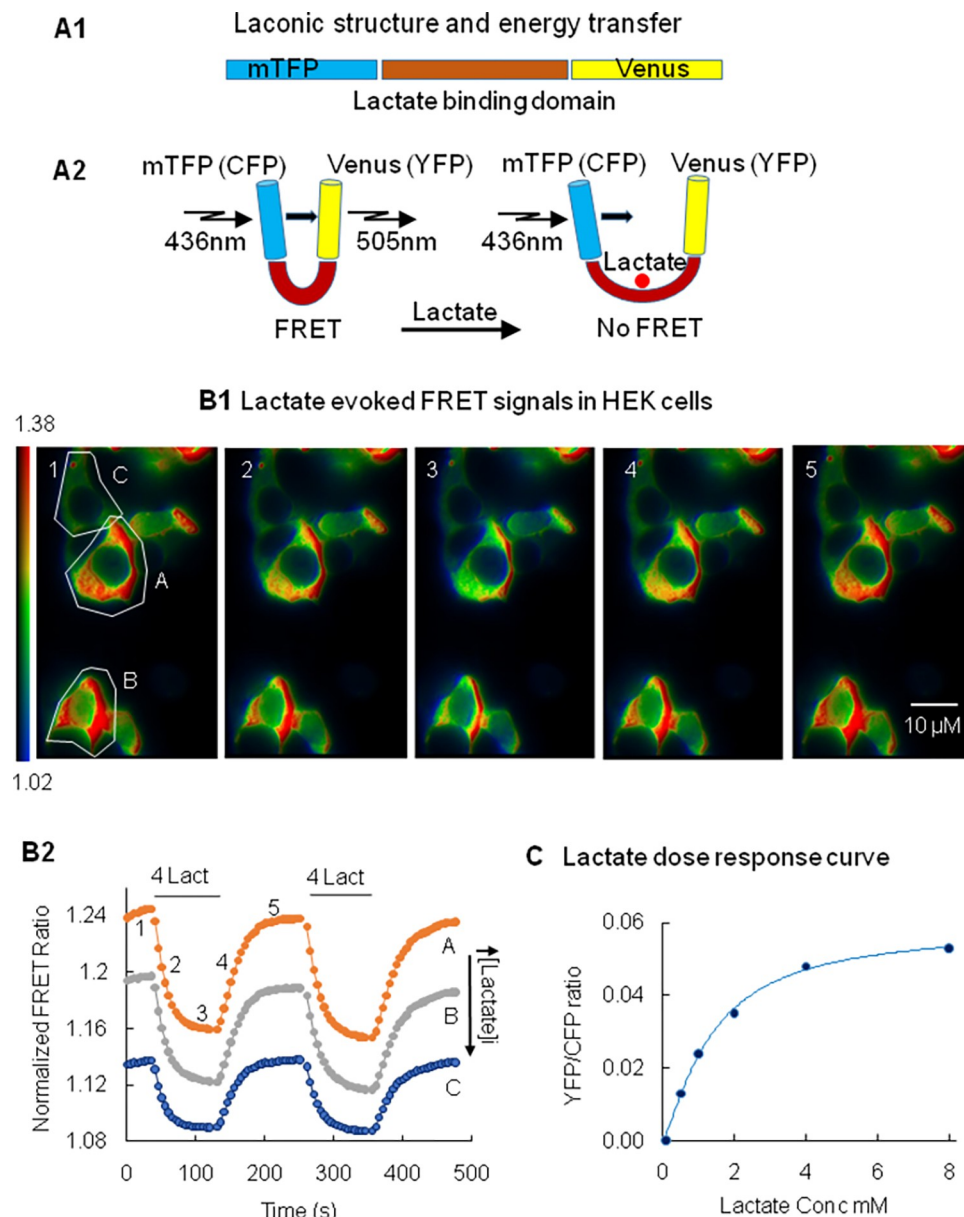 A1 Laconic structure and energy transfer
mTFP Venus
Lactate binding domain
A2
mTFP (CFP) Venus (YFP) mTFP (CFP) Venus (YFP)
436nm 505nm 436nm
Lactate
FRET Lactate No FRET
B1 Lactate evoked FRET signals in HEK cells
1.38
1 2 3 4 5
C
A
B
10 µM
1.02
B2
4 Lact 4 Lact
Normalized FRET Ratio
1.24
1.2
1.16
1.12
1.08
1 2 3 4 5
A
B
C
[Lactate]i
0 100 200 300 400 500
Time (s)
C Lactate dose response curve
YFP/CFP ratio
0.06
0.04
0.02
0.00
0 2 4 6 8
Lactate Conc mM